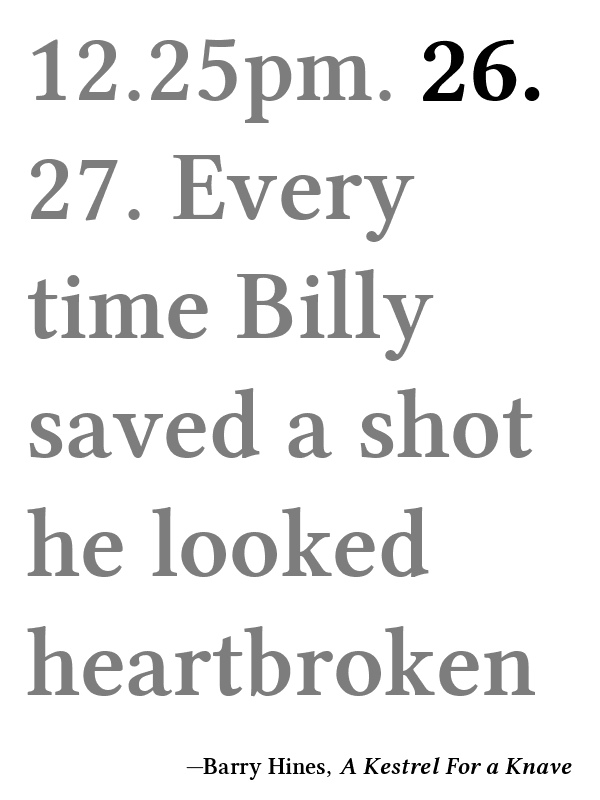 12.25pm. 26.
27. Every
time Billy
saved a shot
he looked
heartbroken
—Barry Hines, A Kestrel For a Knave